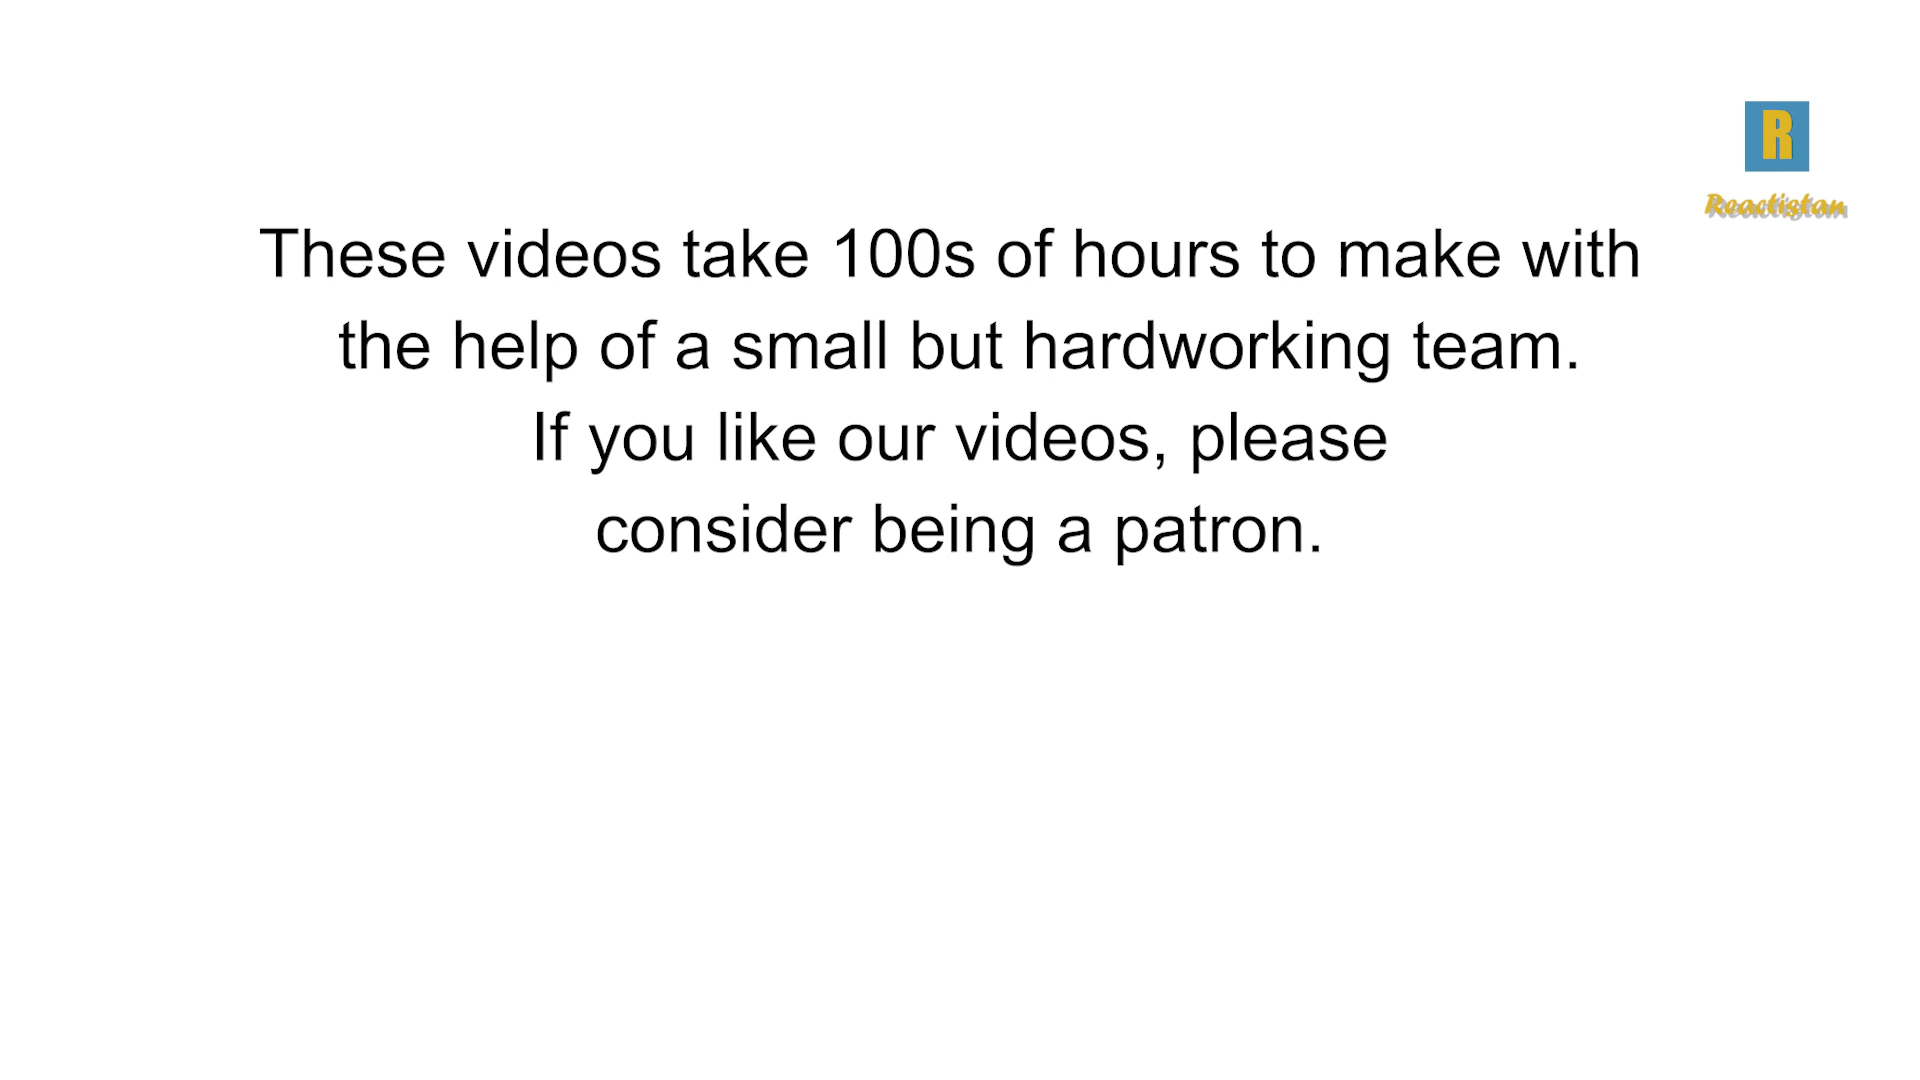 R
Reactistan
These videos take 100s of hours to make with
the help of a small but hardworking team.
If you like our videos, please
consider being a patron.